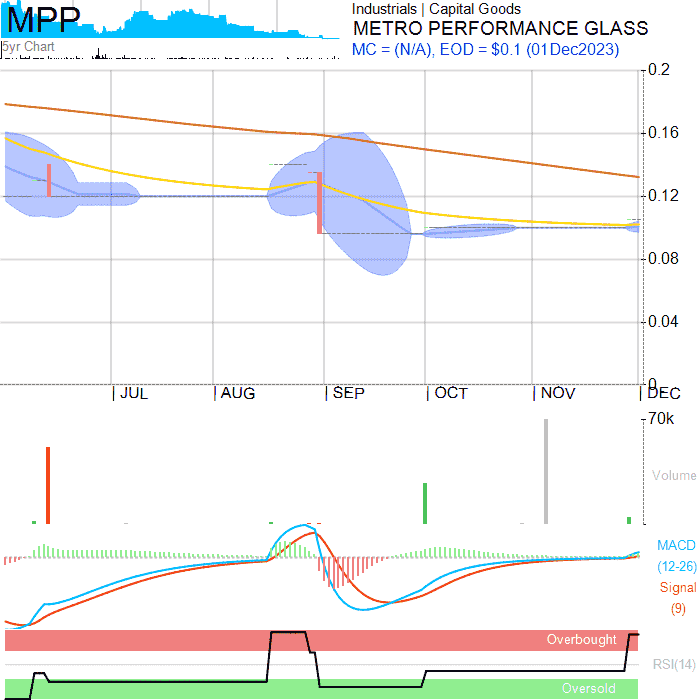 MPP
Industrials | Capital Goods
METRO PERFORMANCE GLASS
5yr Chart
MC = (N/A), EOD = $0.1 (01Dec2023)
0.2
0.16
0.12
0.08
0.04
0
JUL AUG SEP OCT NOV DEC
70k
Volume
MACD
(12-26)
Signal
(9)
Overbought
RSI(14)
Oversold